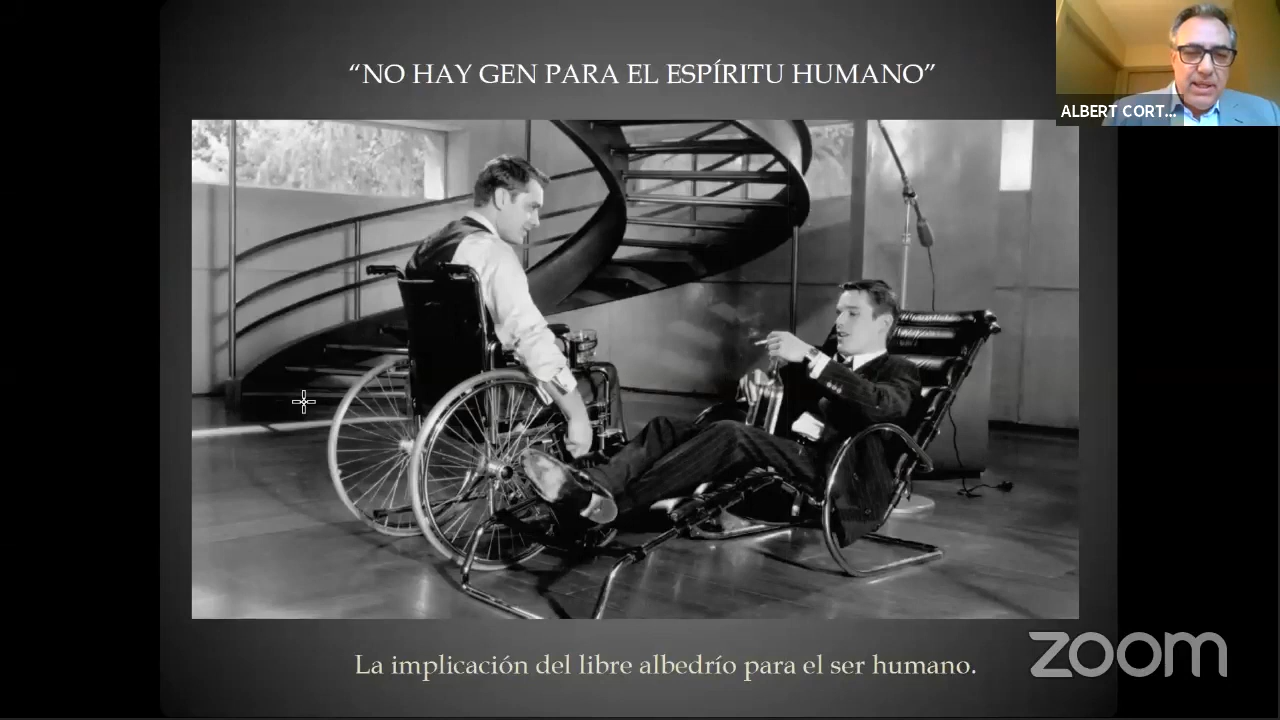 “NO HAY GEN PARA EL ESPÍRITU HUMANO”
ALBERT CORT...
La implicación del libre albedrío para el ser humano.
zoom